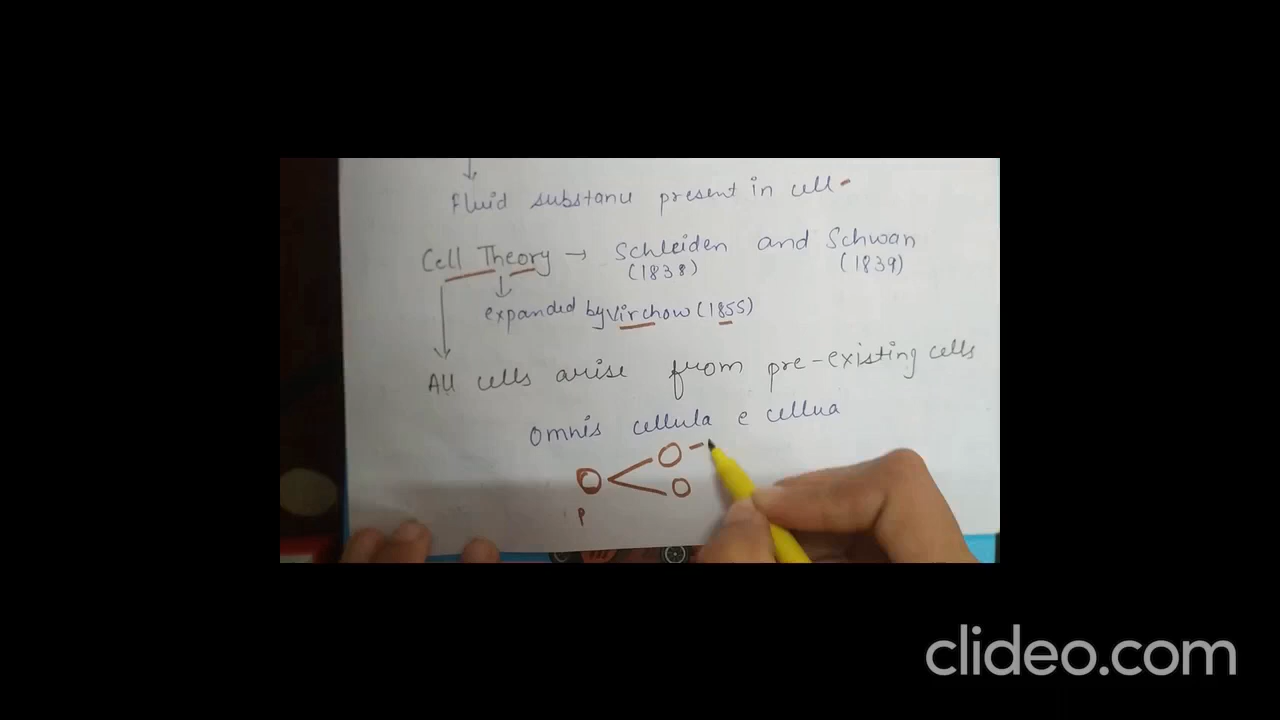 Fluid substanu present in cell
Cell Theory → Schleiden and Schwan
(1838) (1839)
expanded by Virchow (1855)
All cells arise from pre-existing cells
Omnis cellula e cellua
P
clideo.com